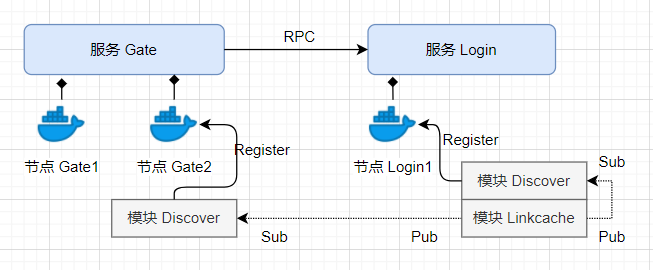 服务 Gate
RPC
服务 Login
Register
Register
节点 Gate1
节点 Gate2
节点 Login1
Sub
模块 Discover
模块 Discover
模块 Linkcache
Sub
Pub
Pub